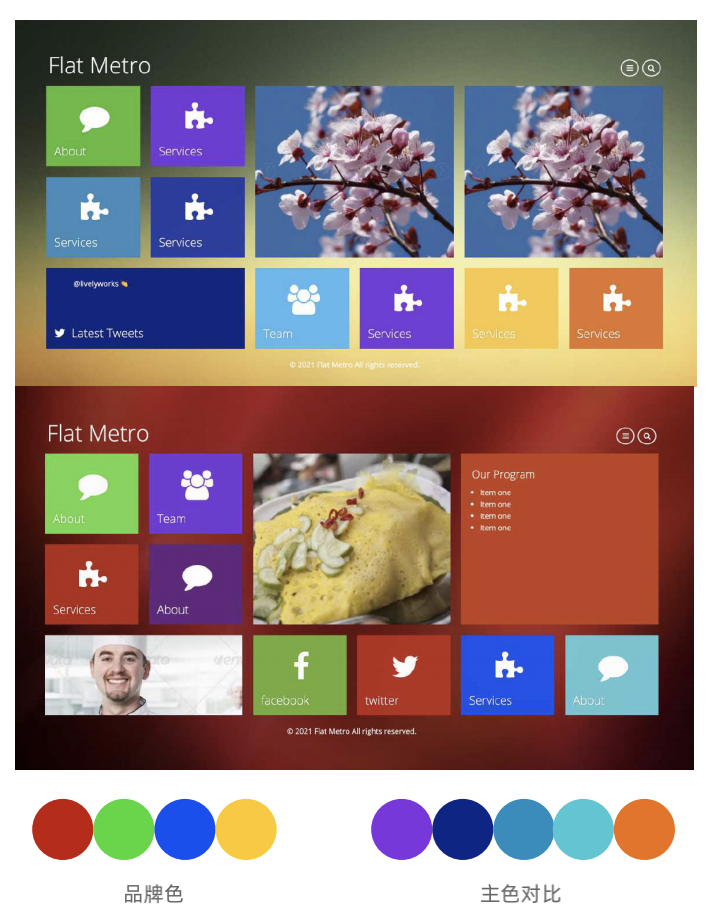 Flat Metro
About
Services
Services
Services
@livelyworks
Latest Tweets
Team
Services
Services
Services
© 2021 Flat Metro All rights reserved.
Flat Metro
About
Team
Services
About
Our Program
• Item one
• Item one
• Item one
• Item one
facebook
twitter
Services
About
© 2021 Flat Metro All rights reserved.
品牌色
主色对比